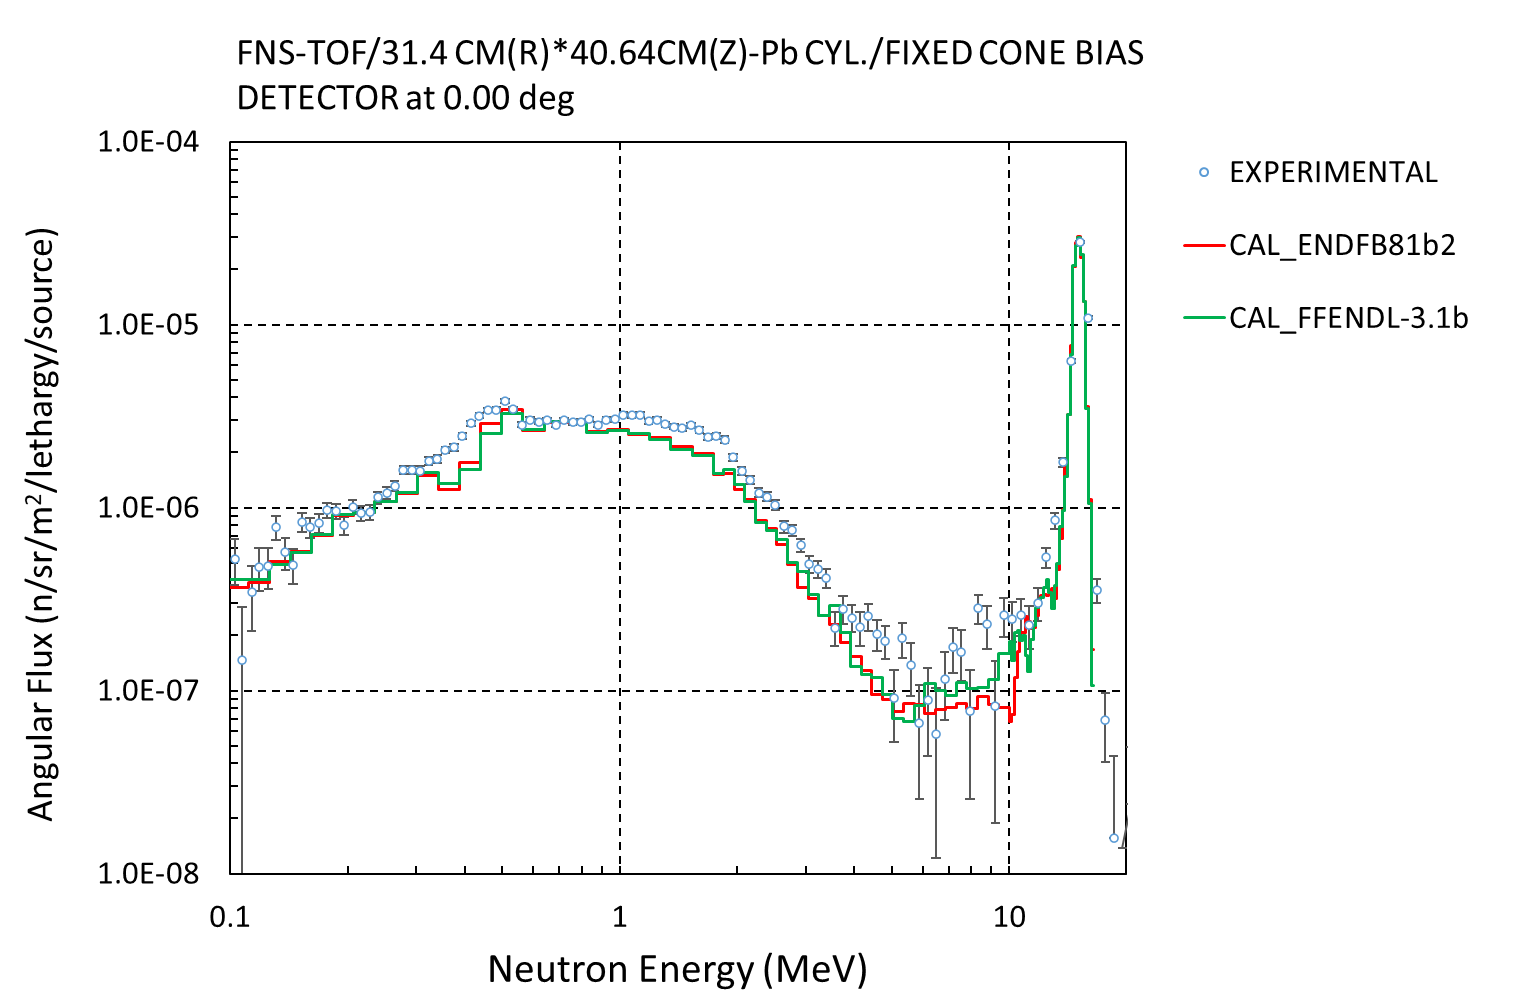 FNS-TOF/31.4 CM(R)*40.64CM(Z)-Pb CYL./FIXED CONE BIAS
DETECTOR at 0.00 deg
1.0E-04
1.0E-05
1.0E-06
1.0E-07
1.0E-08
Angular Flux (n/sr/m²/lethargy/source)
0.1
1
10
Neutron Energy (MeV)
EXPERIMENTAL
CAL_ENDFB81b2
CAL_FFENDL-3.1b